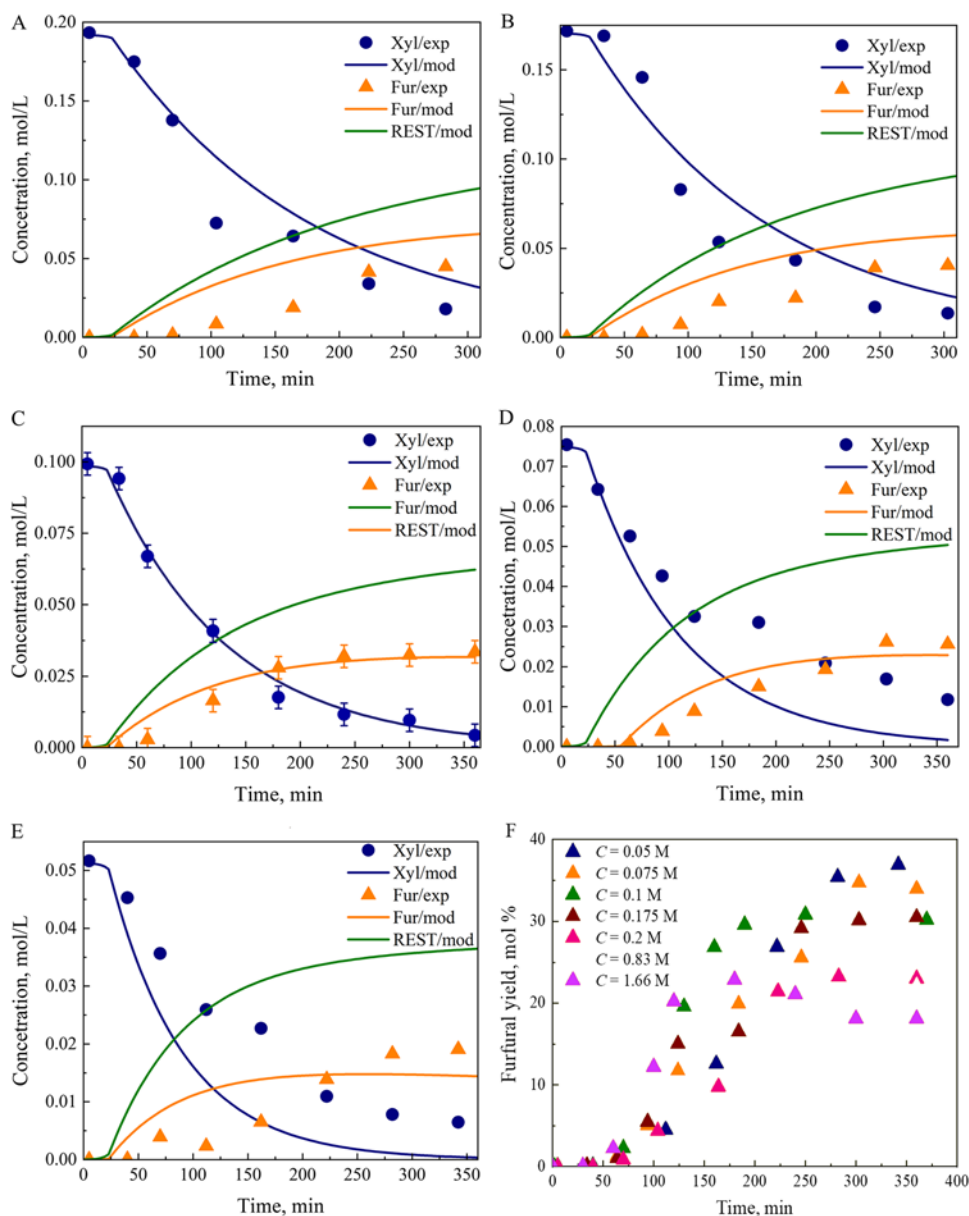 A
0.20
0.15
0.10
0.05
0.00
Concetration, mol/L
0 50 100 150 200 250 300
Time, min
Xyl/exp
Xyl/mod
Fur/exp
Fur/mod
REST/mod
B
0.15
0.10
0.05
0.00
Concentration, mol/L
0 50 100 150 200 250 300
Time, min
Xyl/exp
Xyl/mod
Fur/exp
Fur/mod
REST/mod
C
0.100
0.075
0.050
0.025
0.000
Concentration, mol/L
0 50 100 150 200 250 300 350
Time, min
Xyl/exp
Xyl/mod
Fur/exp
Fur/mod
REST/mod
D
0.08
0.07
0.06
0.05
0.04
0.03
0.02
0.01
0.00
Concetration, mol/L
0 50 100 150 200 250 300 350
Time, min
Xyl/exp
Xyl/mod
Fur/exp
Fur/mod
REST/mod
E
0.05
0.04
0.03
0.02
0.01
0.00
Concetration, mol/L
0 50 100 150 200 250 300 350
Time, min
Xyl/exp
Xyl/mod
Fur/exp
Fur/mod
REST/mod
F
40
30
20
10
0
Furfural yield, mol %
0 50 100 150 200 250 300 350 400
Time, min
C = 0.05 M
C = 0.075 M
C = 0.1 M
C = 0.175 M
C = 0.2 M
C = 0.83 M
C = 1.66 M